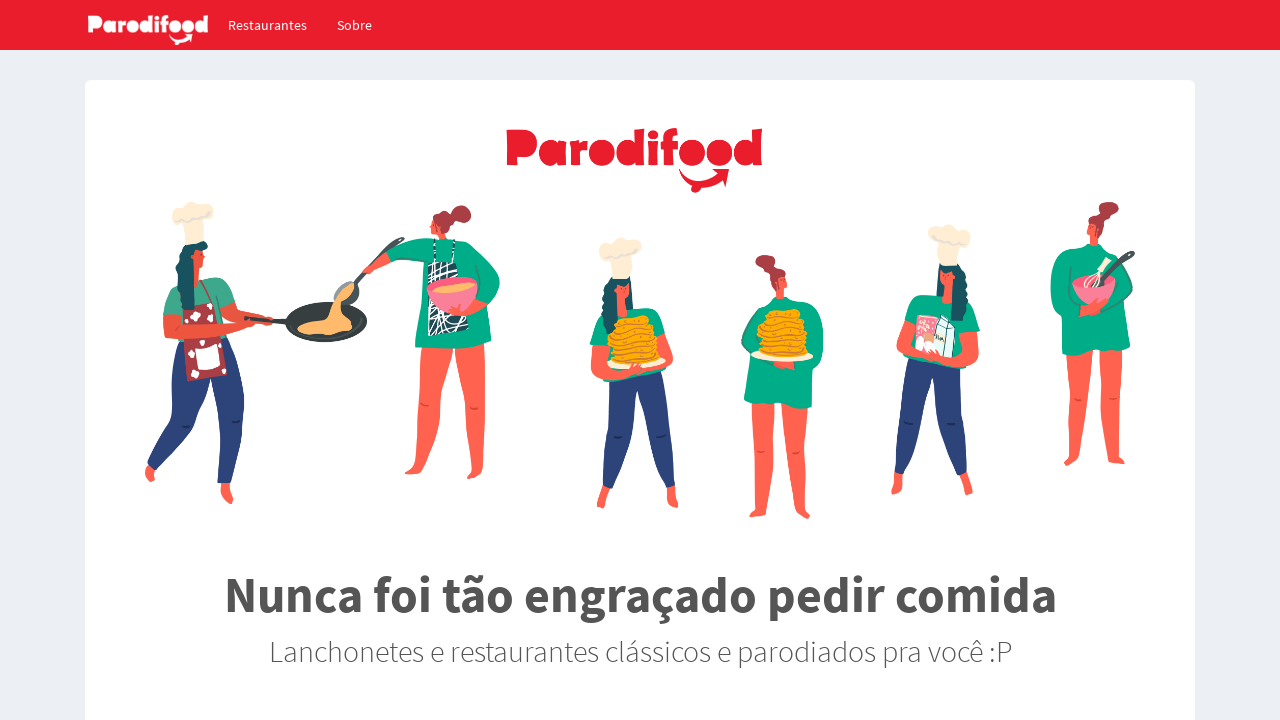 Parodifood
Restaurantes
Sobre
Parodifood
Nunca foi tão engraçado pedir comida
Lanchonetes e restaurantes clássicos e parodiados pra você :P